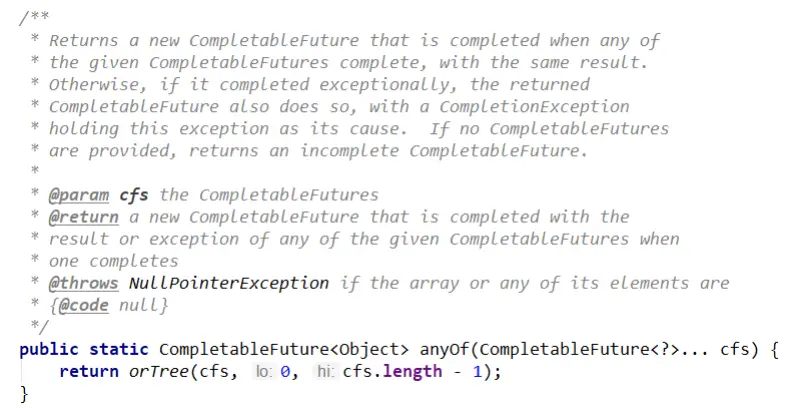 /**
 * Returns a new CompletableFuture that is completed when any of
 * the given CompletableFutures complete, with the same result.
 * Otherwise, if it completed exceptionally, the returned
 * CompletableFuture also does so, with a CompletionException
 * holding this exception as its cause.  If no CompletableFutures
 * are provided, returns an incomplete CompletableFuture.
 *
 * @param cfs the CompletableFutures
 * @return a new CompletableFuture that is completed with the
 * result or exception of any of the given CompletableFutures when
 * one completes
 * @throws NullPointerException if the array or any of its elements are
 * {@code null}
 */
public static CompletableFuture<Object> anyOf(CompletableFuture<?>... cfs) {
    return orTree(cfs, lo: 0, hi: cfs.length - 1);
}